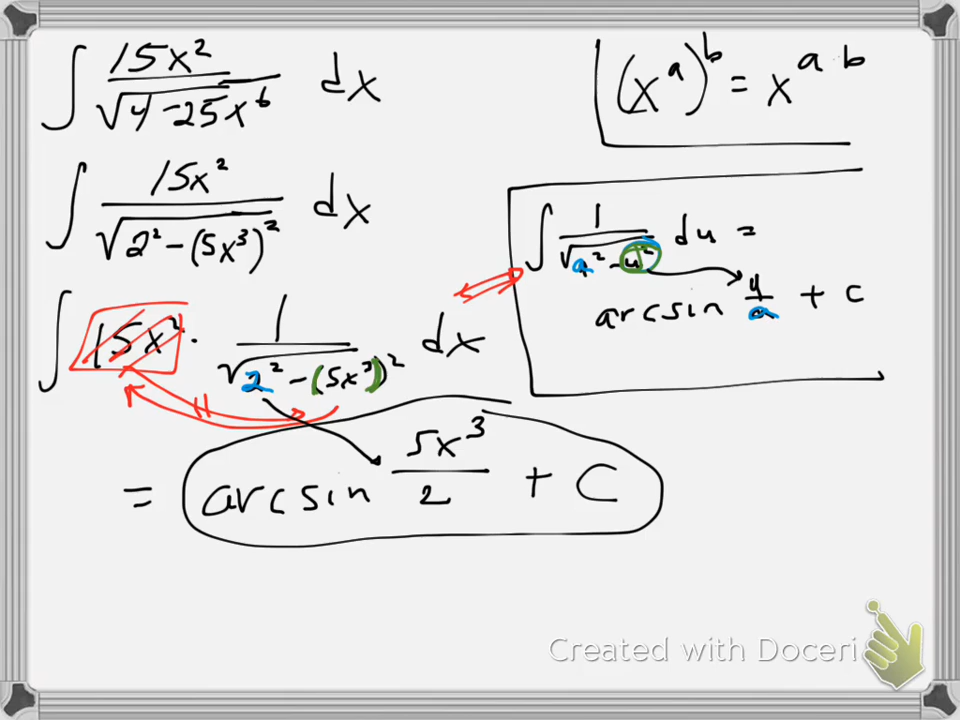 ∫ 15x² / √(4 − 25x⁶) dx
(xᵃ)ᵇ = xᵃ·ᵇ
∫ 15x² / √(2² − (5x³)²) dx
∫ 1 / √(a² − u²) du =
arcsin u/a + C
∫ 15x² · 1 / √(2² − (5x³)²) dx
= arcsin 5x³/2 + C
Created with Doceri